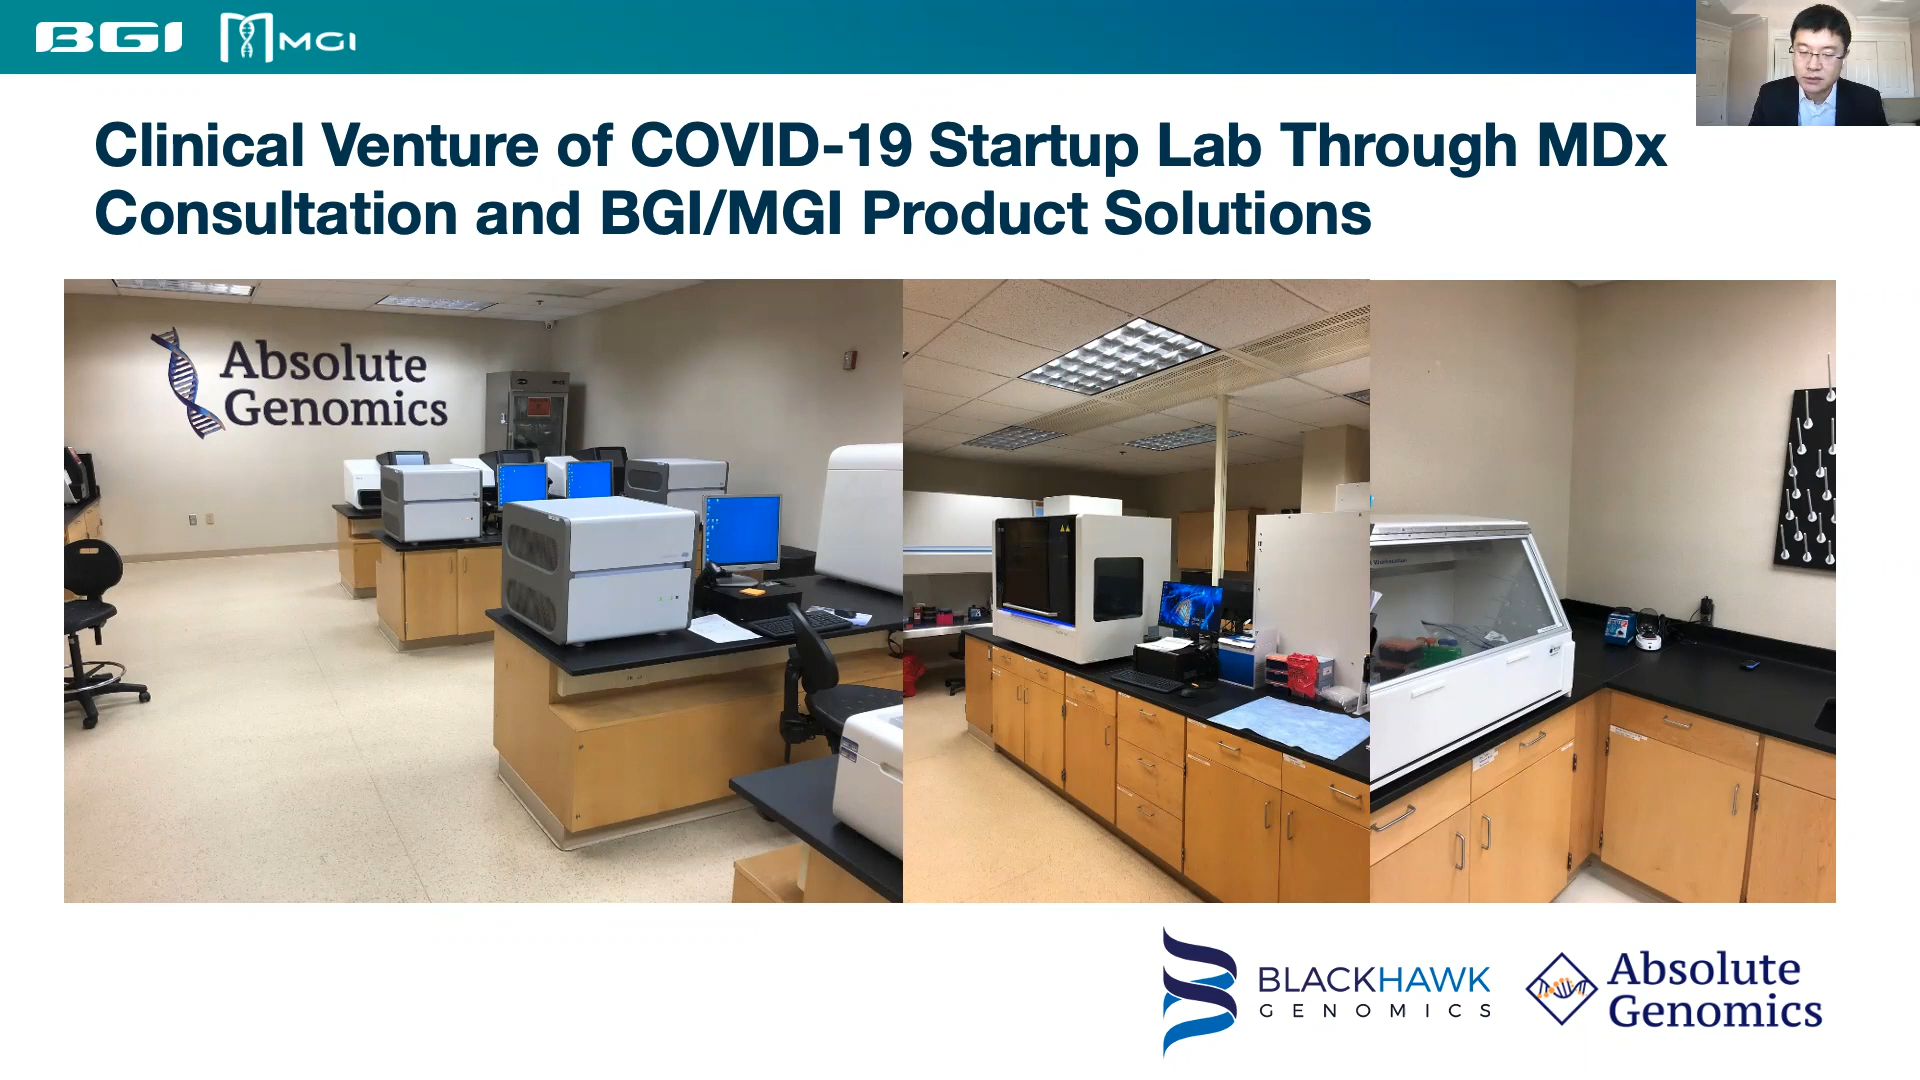 BGI
MGI
Clinical Venture of COVID-19 Startup Lab Through MDx
Consultation and BGI/MGI Product Solutions
Absolute
Genomics
BLACKHAWK
GENOMICS
Absolute
Genomics